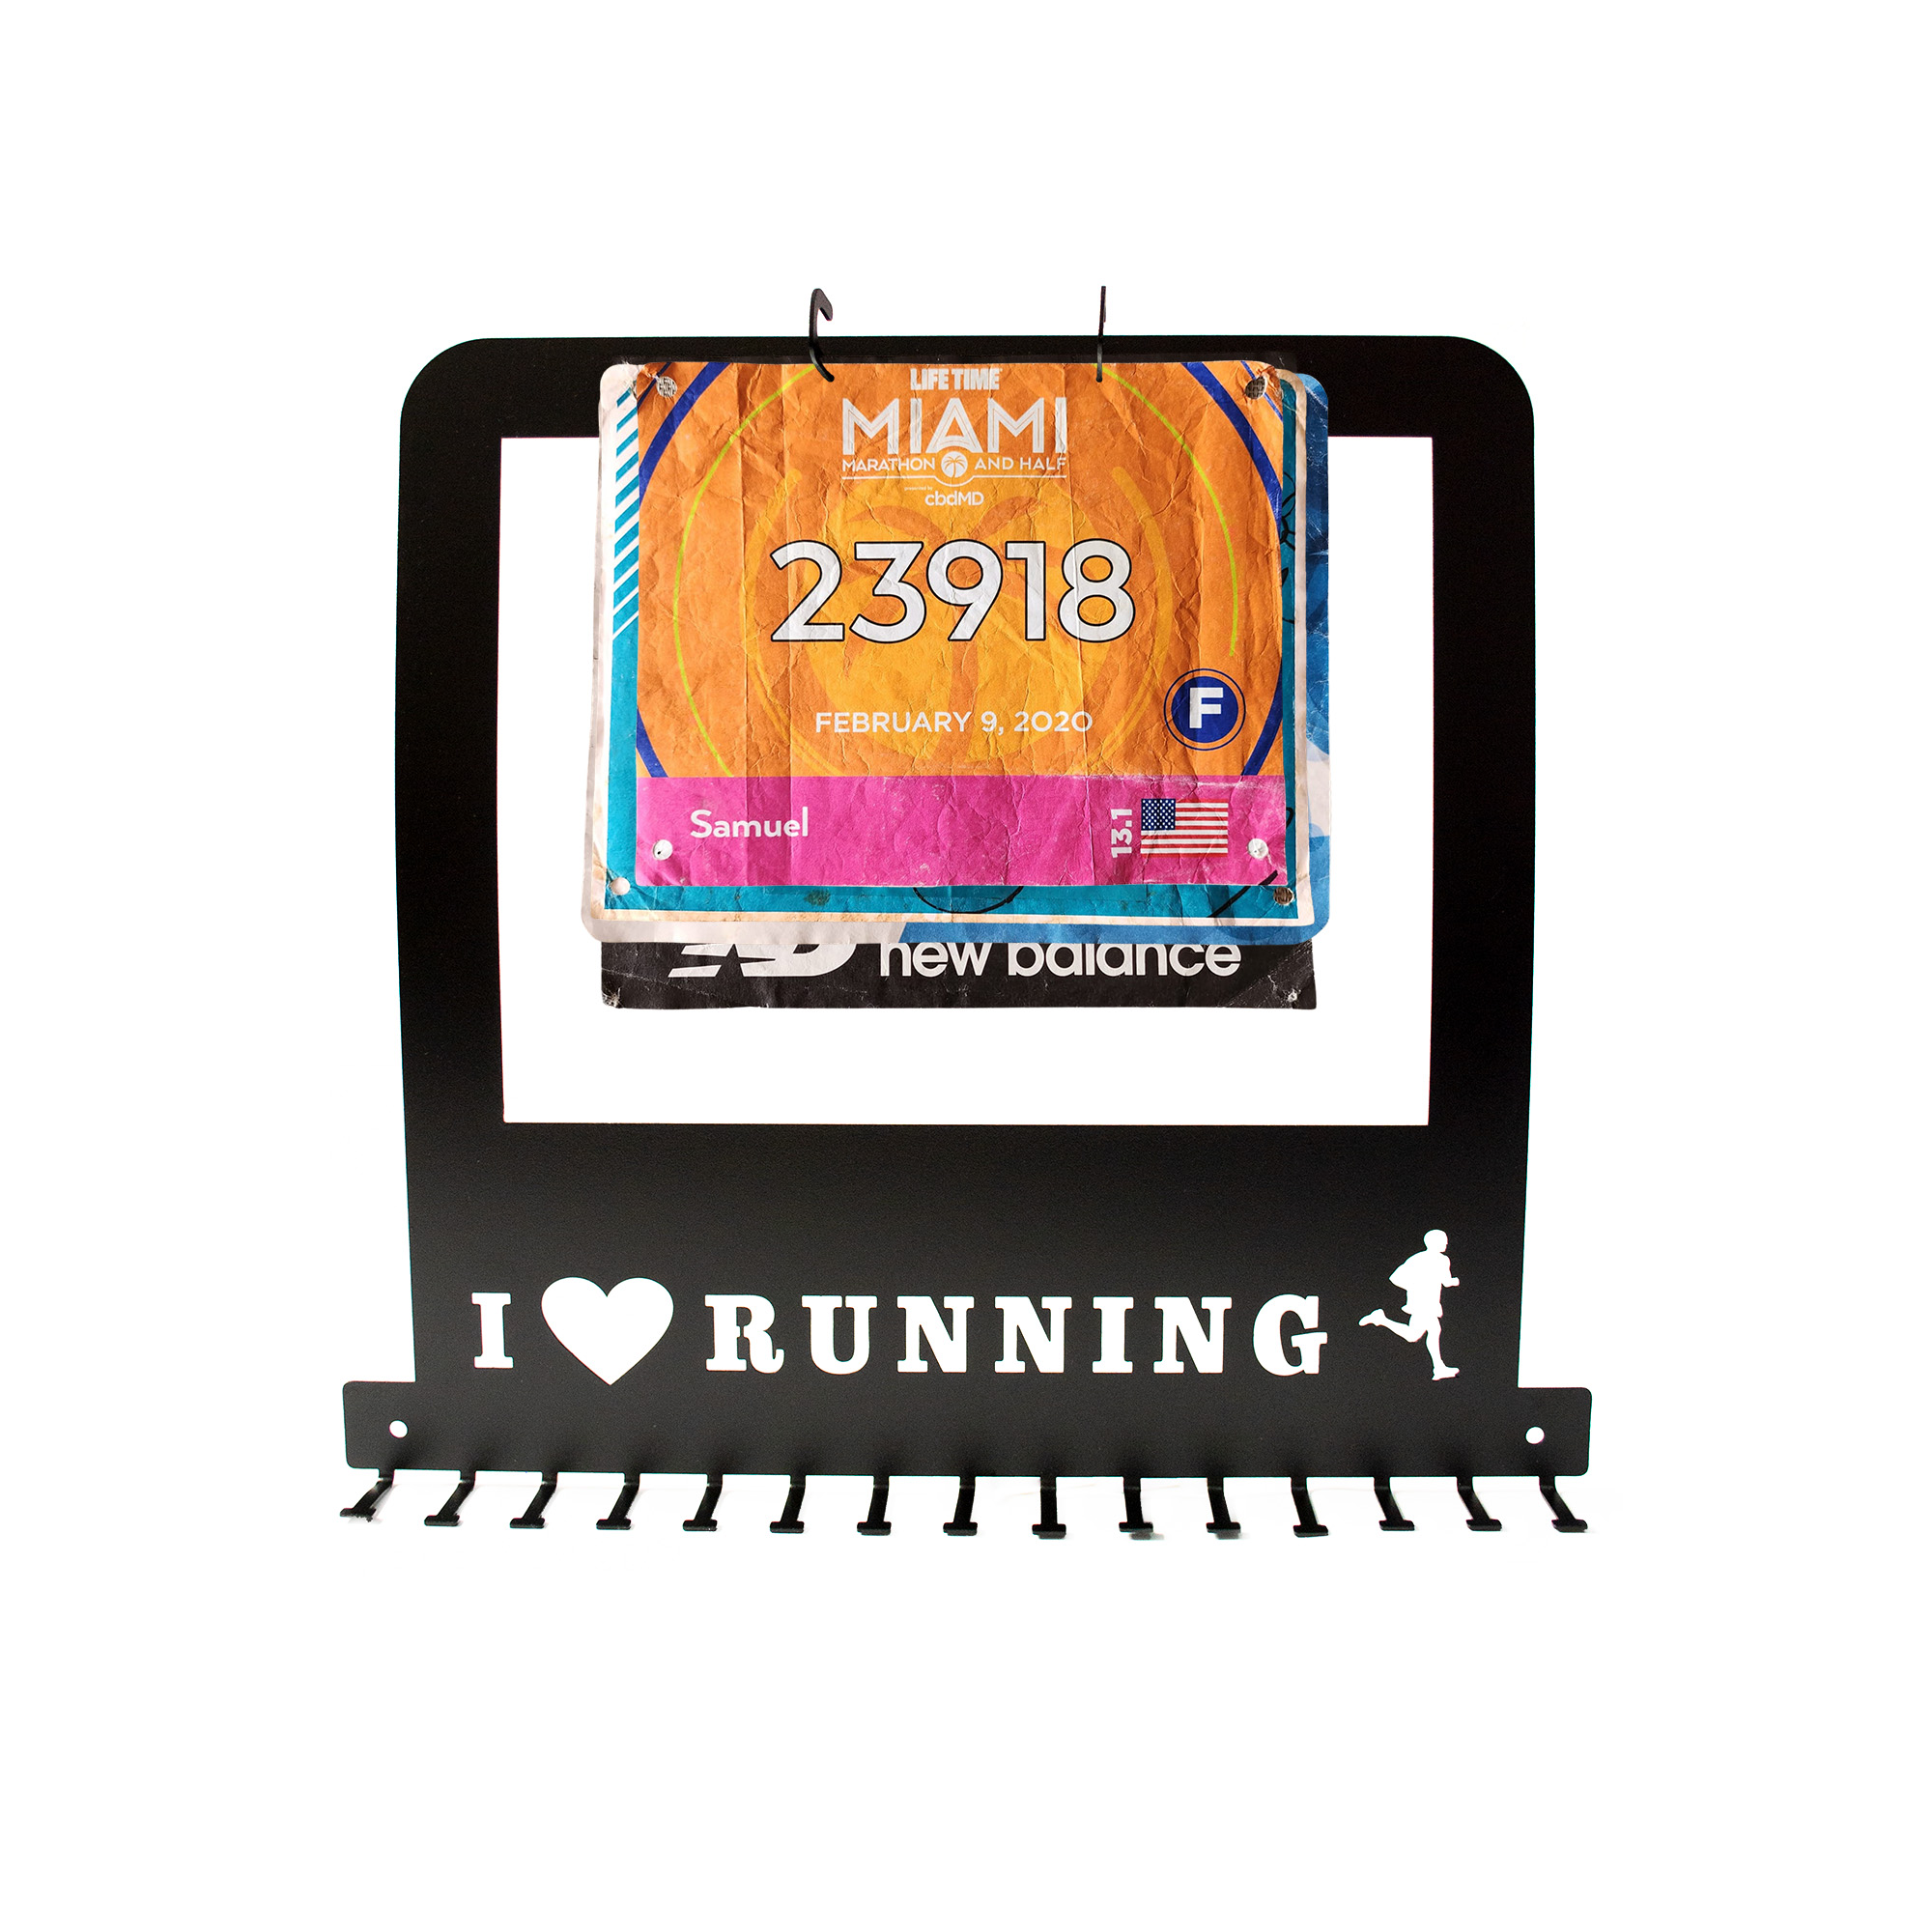 LIFE TIME
MIAMI
MARATHON AND HALF
cbdMD
23918
F
FEBRUARY 9, 2020
Samuel
13.1
new balance
I RUNNING